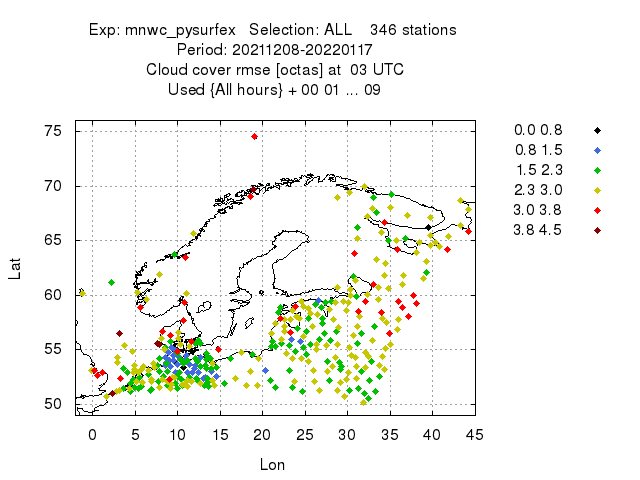 Exp: mnwc_pysurfex   Selection: ALL    346 stations
Period: 20211208-20220117
Cloud cover rmse [octas] at  03 UTC
Used {All hours} + 00 01 ... 09
0.0 0.8
0.8 1.5
1.5 2.3
2.3 3.0
3.0 3.8
3.8 4.5
75
70
65
60
55
50
Lat
0 5 10 15 20 25 30 35 40 45
Lon